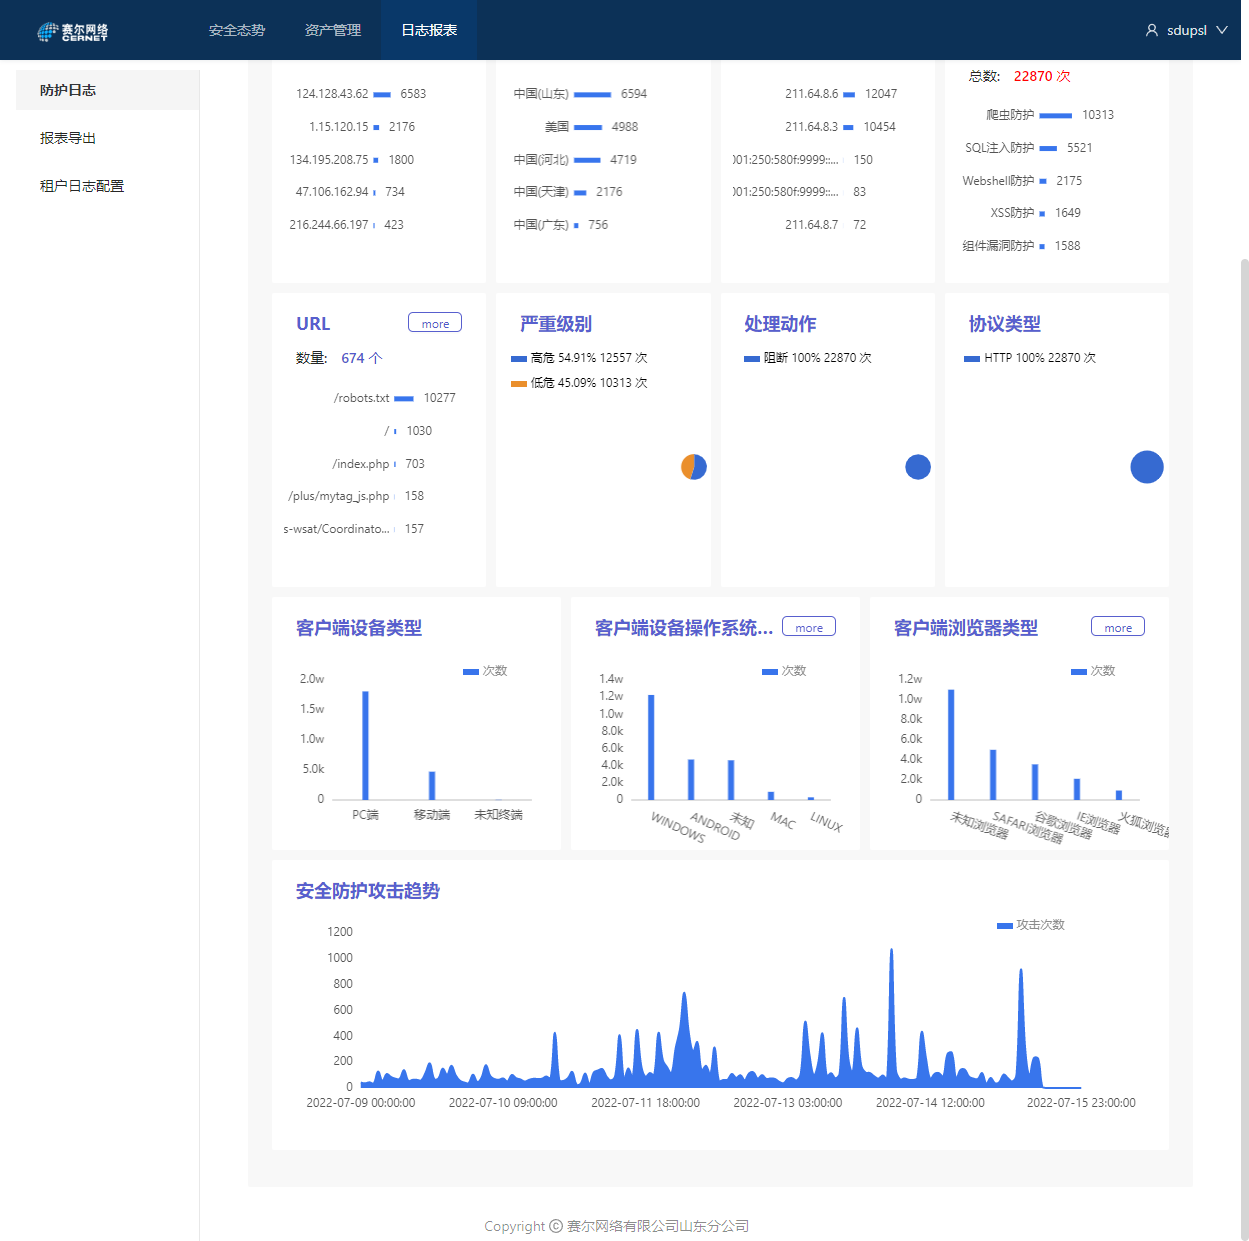 赛尔网络
CERNET
安全态势
资产管理
日志报表
sdupsl
防护日志
报表导出
租户日志配置
124.128.43.62 6583
1.15.120.15 2176
134.195.208.75 1800
47.106.162.94 734
216.244.66.197 423
中国(山东) 6594
美国 4988
中国(河北) 4719
中国(天津) 2176
中国(广东) 756
211.64.8.6 12047
211.64.8.3 10454
001:250:580f:9999::... 150
001:250:580f:9999::... 83
211.64.8.7 72
总数: 22870 次
爬虫防护 10313
SQL注入防护 5521
Webshell防护 2175
XSS防护 1649
组件漏洞防护 1588
URL
more
数量: 674 个
/robots.txt 10277
/ 1030
/index.php 703
/plus/mytag_js.php 158
s-wsat/Coordinato... 157
严重级别
高危 54.91% 12557 次
低危 45.09% 10313 次
处理动作
阻断 100% 22870 次
协议类型
HTTP 100% 22870 次
客户端设备类型
次数
2.0w
1.5w
1.0w
5.0k
0
PC端 移动端 未知终端
客户端设备操作系统...
more
次数
1.4w
1.2w
1.0w
8.0k
6.0k
4.0k
2.0k
0
WINDOWS ANDROID 未知 MAC LINUX
客户端浏览器类型
more
次数
1.2w
1.0w
8.0k
6.0k
4.0k
2.0k
0
未知浏览器 SAFARI浏览器 谷歌浏览器 IE浏览器 火狐浏览器
安全防护攻击趋势
攻击次数
1200
1000
800
600
400
200
0
2022-07-09 00:00:00 2022-07-10 09:00:00 2022-07-11 18:00:00 2022-07-13 03:00:00 2022-07-14 12:00:00 2022-07-15 23:00:00
Copyright © 赛尔网络有限公司山东分公司